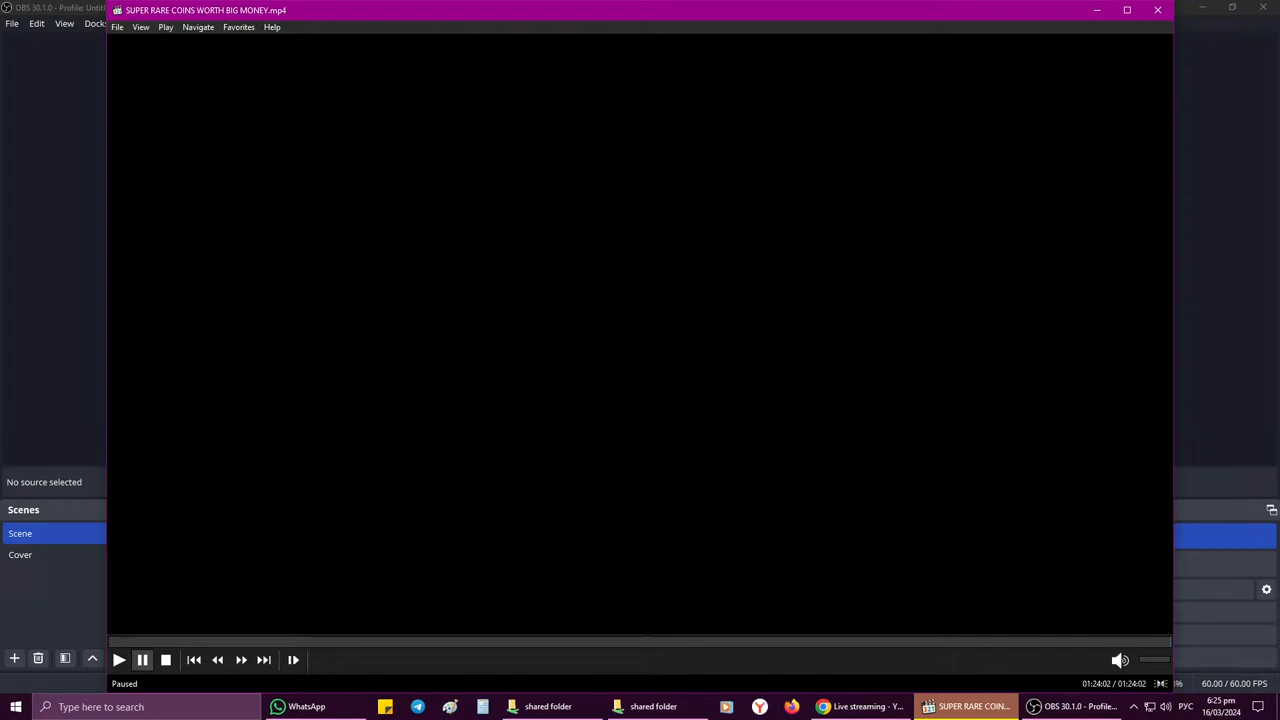 OBS 30.1.0 - Profile: Untitl
SUPER RARE COINS WORTH BIG MONEY.mp4
File Edit View Dock
File View Play Navigate Favorites Help
No source selected
Scenes
Scene
Cover
Paused
01:24:02 / 01:24:02
%
60.00 / 60.00 FPS
Type here to search
WhatsApp
shared folder
shared folder
Live streaming - Y...
SUPER RARE COIN...
OBS 30.1.0 - Profile...
РУС
6:25 pm
16/03/2024